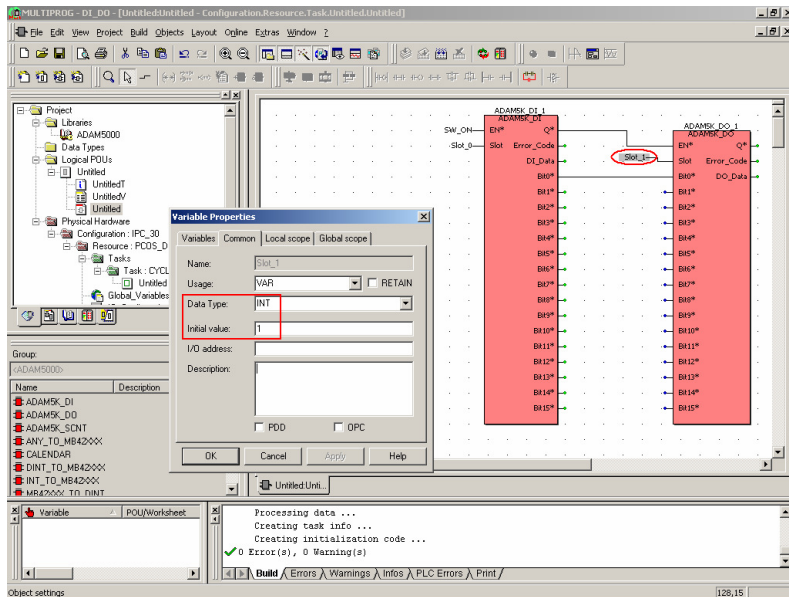 MULTIPROG - DI_DO - [Untitled:Untitled - Configuration.Resource.Task.Untitled.Untitled]
File Edit View Project Build Objects Layout Online Extras Window ?
Project
Libraries
ADAM5000
Data Types
Logical POUs
Untitled
UntitledT
UntitledV
Untitled
Physical Hardware
Configuration : IPC_30
Resource : PCOS_D
Tasks
Task : CYCL
Untitled
Global_Variables
Group:
<ADAM5000>
Name Description
ADAM5K_DI
ADAM5K_DO
ADAM5K_SCNT
ANY_TO_MB42XXX
CALENDAR
DINT_TO_MB42XXX
INT_TO_MB42XXX
MB42XXX_TO_DINT
Variable Properties
Variables Common Local scope Global scope
Name: Slot_1
Usage: VAR RETAIN
Data Type: INT
Initial value: 1
I/O address:
Description:
PDD OPC
OK Cancel Apply Help
ADAM5K_DI_1
ADAM5K_DI
SW_ON EN* Q*
Slot_0 Slot Error_Code
DI_Data
Bit0*
Bit1*
Bit2*
Bit3*
Bit4*
Bit5*
Bit6*
Bit7*
Bit8*
Bit9*
Bit10*
Bit11*
Bit12*
Bit13*
Bit14*
Bit15*
ADAM5K_DO_1
ADAM5K_DO
EN* Q*
Slot_1 Slot Error_Code
Bit0* DO_Data
Bit1*
Bit2*
Bit3*
Bit4*
Bit5*
Bit6*
Bit7*
Bit8*
Bit9*
Bit10*
Bit11*
Bit12*
Bit13*
Bit14*
Bit15*
Untitled:Unti...
Variable POU/Worksheet
Processing data ...
Creating task info ...
Creating initialization code ...
0 Error(s), 0 Warning(s)
Build Errors Warnings Infos PLC Errors Print
Object settings 128,15